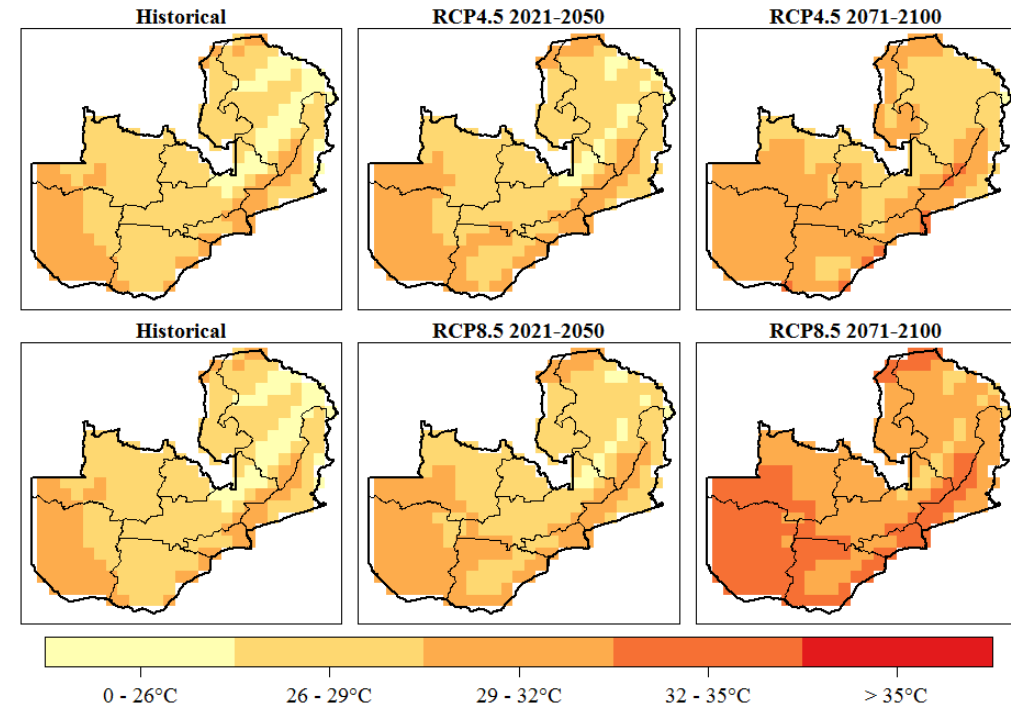 Historical
RCP4.5 2021-2050
RCP4.5 2071-2100
Historical
RCP8.5 2021-2050
RCP8.5 2071-2100
0 - 26°C
26 - 29°C
29 - 32°C
32 - 35°C
> 35°C